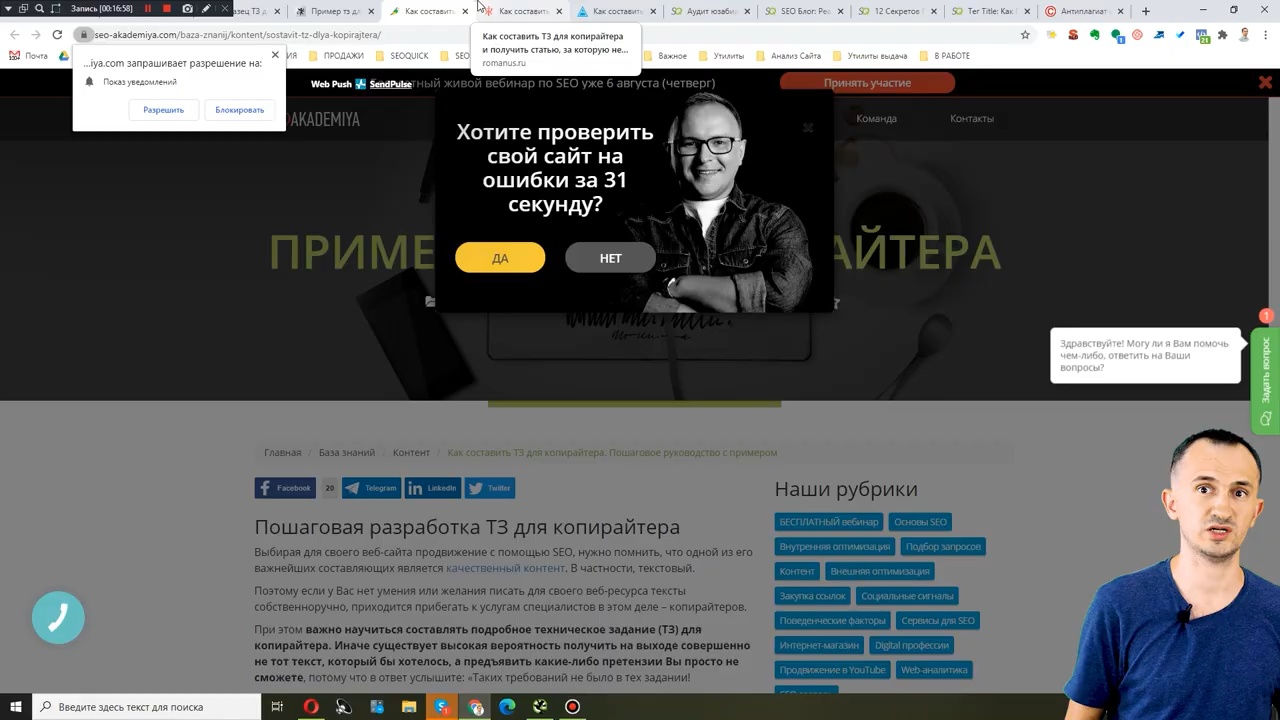 Запись [00:16:58]
Пример тз дл
Как составить
Как составить
Как составить
Аудит юзабил
SEO Блог Рус
12 Секретов
Ter Title : Как
Антиплагиат
seo-akademiya.com/baza-znanij/kontent/sostavit-tz-dlya-kopirajtera/
Как составить ТЗ для копирайтера
и получить статью, за которую не...
romanus.ru
Почта
ПРОДАЖИ
SEOQUICK
Важное
Утилиты
Анализ Сайта
Утилиты выдача
В РАБОТЕ
...iya.com запрашивает разрешение на:
Показ уведомлений
Разрешить
Блокировать
Web Push
SendPulse
живой вебинар по SEO уже 6 августа (четверг)
Принять участие
AKADEMIYA
Команда
Контакты
Хотите проверить
свой сайт на
ошибки за 31
секунду?
ДА
НЕТ
ПРИМЕ
АЙТЕРА
1
Здравствуйте! Могу ли я Вам помочь
чем-либо, ответить на Ваши
вопросы?
Задать вопрос
Главная / База знаний / Контент / Как составить ТЗ для копирайтера. Пошаговое руководство с примером
Facebook
20
Telegram
LinkedIn
Twitter
Наши рубрики
БЕСПЛАТНЫЙ вебинар
Основы SEO
Внутренняя оптимизация
Подбор запросов
Контент
Внешняя оптимизация
Закупка ссылок
Социальные сигналы
Поведенческие факторы
Сервисы для SEO
Интернет-магазин
Digital профессии
Продвижение в YouTube
Web-аналитика
Пошаговая разработка ТЗ для копирайтера
Выбирая для своего веб-сайта продвижение с помощью SEO, нужно помнить, что одной из его
важнейших составляющих является качественный контент. В частности, текстовый.
Поэтому если у Вас нет умения или желания писать для своего веб-ресурса тексты
собственноручно, приходится прибегать к услугам специалистов в этом деле – копирайтеров.
При этом важно научиться составлять подробное техническое задание (ТЗ) для
копирайтера. Иначе существует высокая вероятность получить на выходе совершенно
не тот текст, который бы хотелось, а предъявить какие-либо претензии Вы просто не
сможете, потому что в ответ услышите: «Таких требований не было в тех задании!
Введите здесь текст для поиска